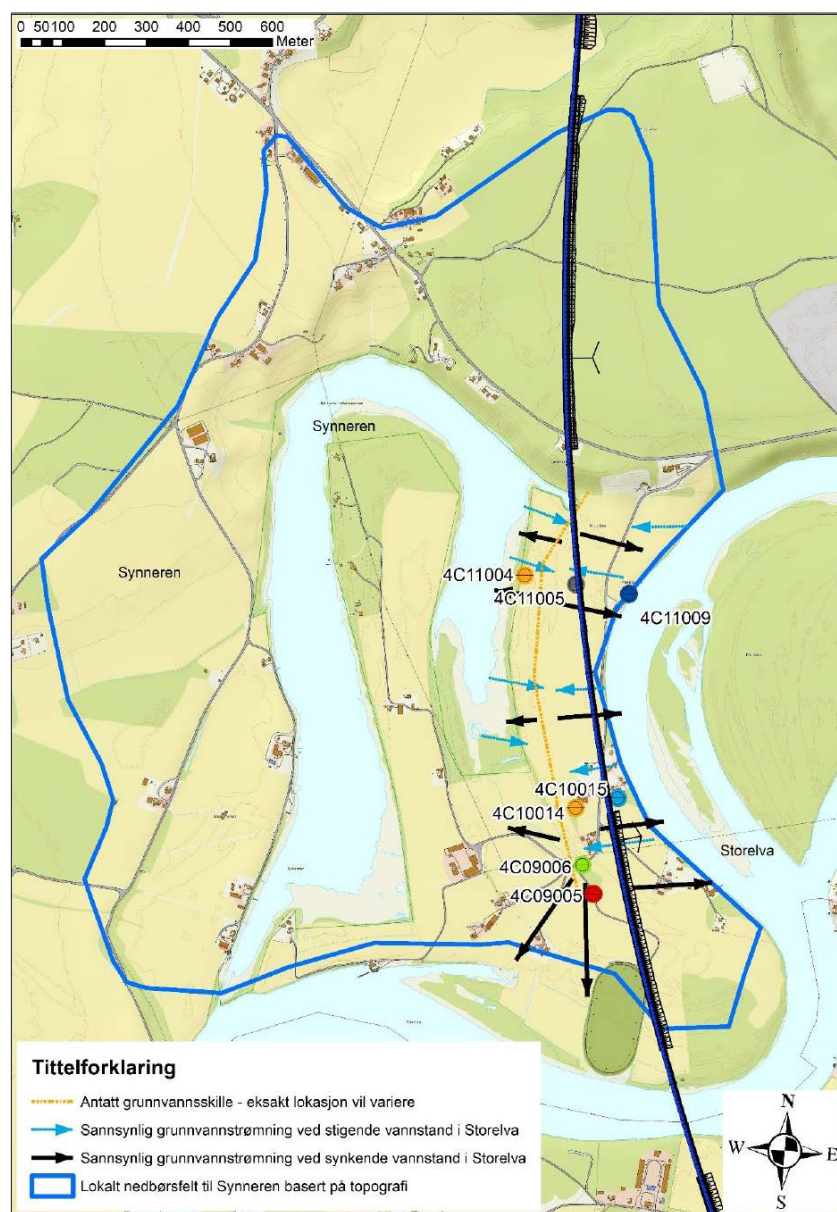 0 50 100 200 300 400 500 600
Meter
Synneren
Synneren
4C11004
4C11005
4C11009
4C10015
4C10014
Storelva
4C09006
4C09005
Tittelforklaring
Antatt grunnvannsskille - eksakt lokasjon vil variere
Sannsynlig grunnvannstrømning ved stigende vannstand i Storelva
Sannsynlig grunnvannstrømning ved synkende vannstand i Storelva
Lokalt nedbørsfelt til Synneren basert på topografi
N
W E
S